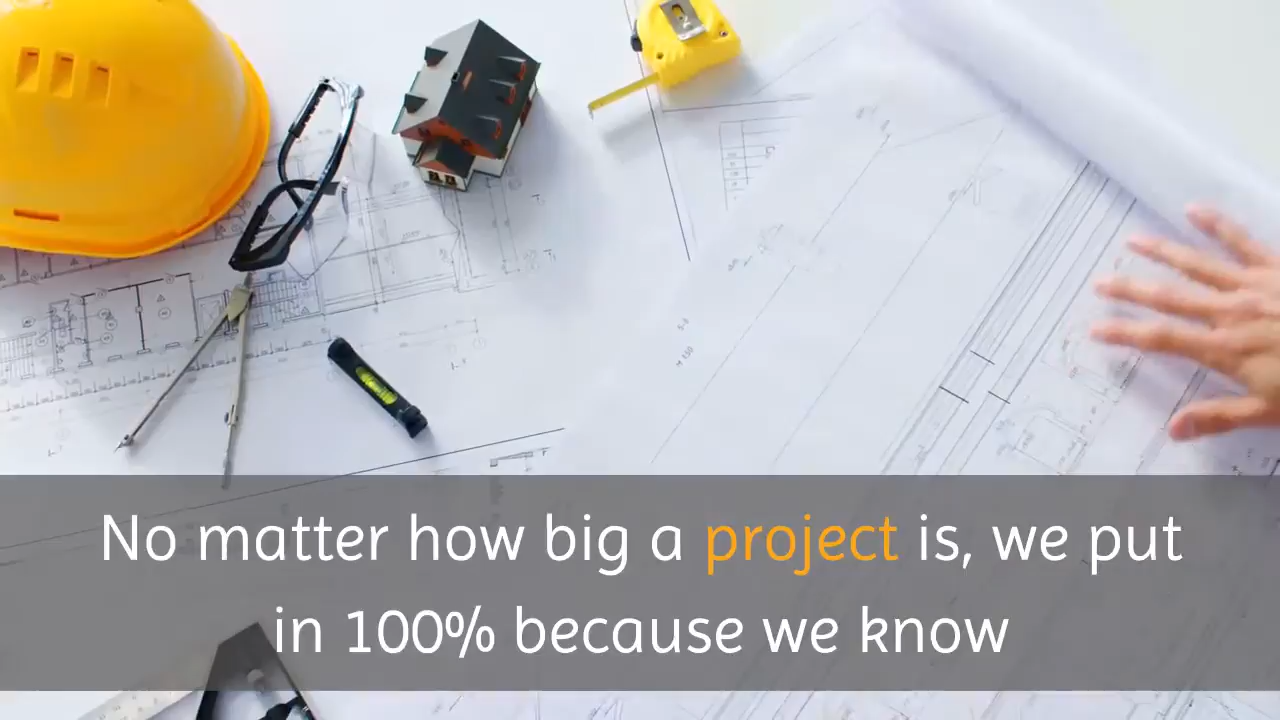 No matter how big a project is, we put
in 100% because we know